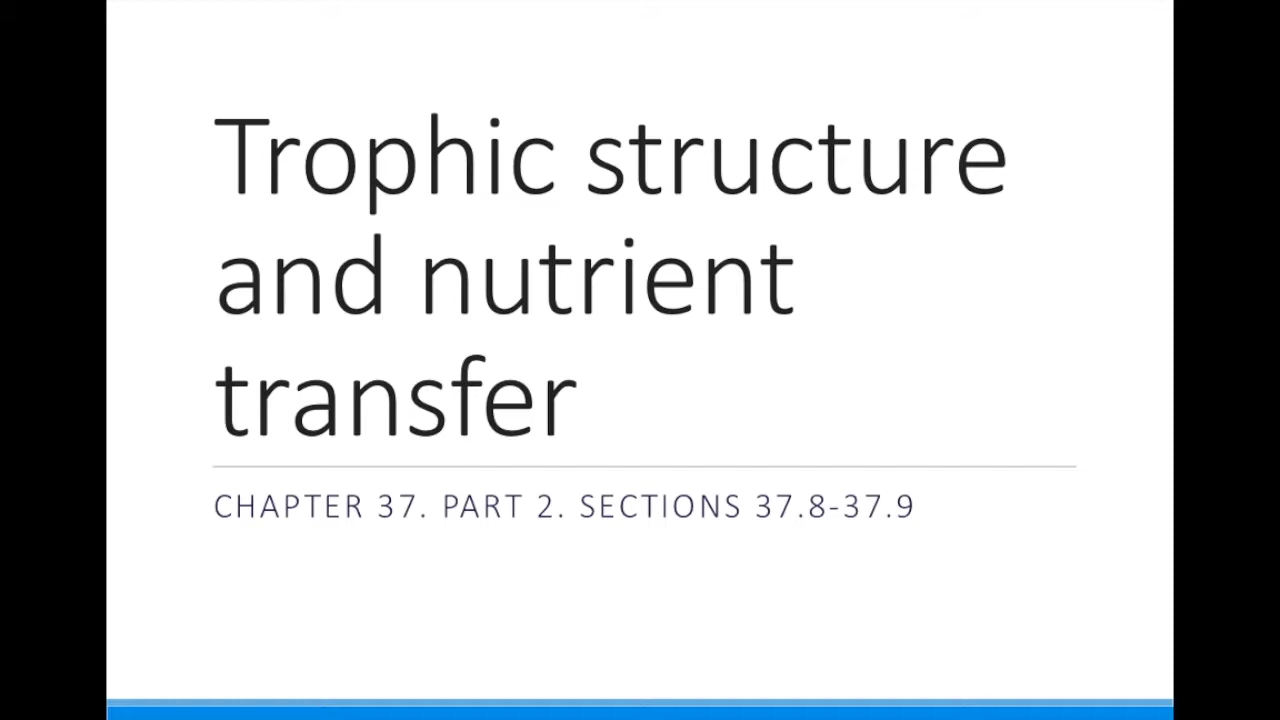 Trophic structure
and nutrient
transfer
CHAPTER 37. PART 2. SECTIONS 37.8-37.9